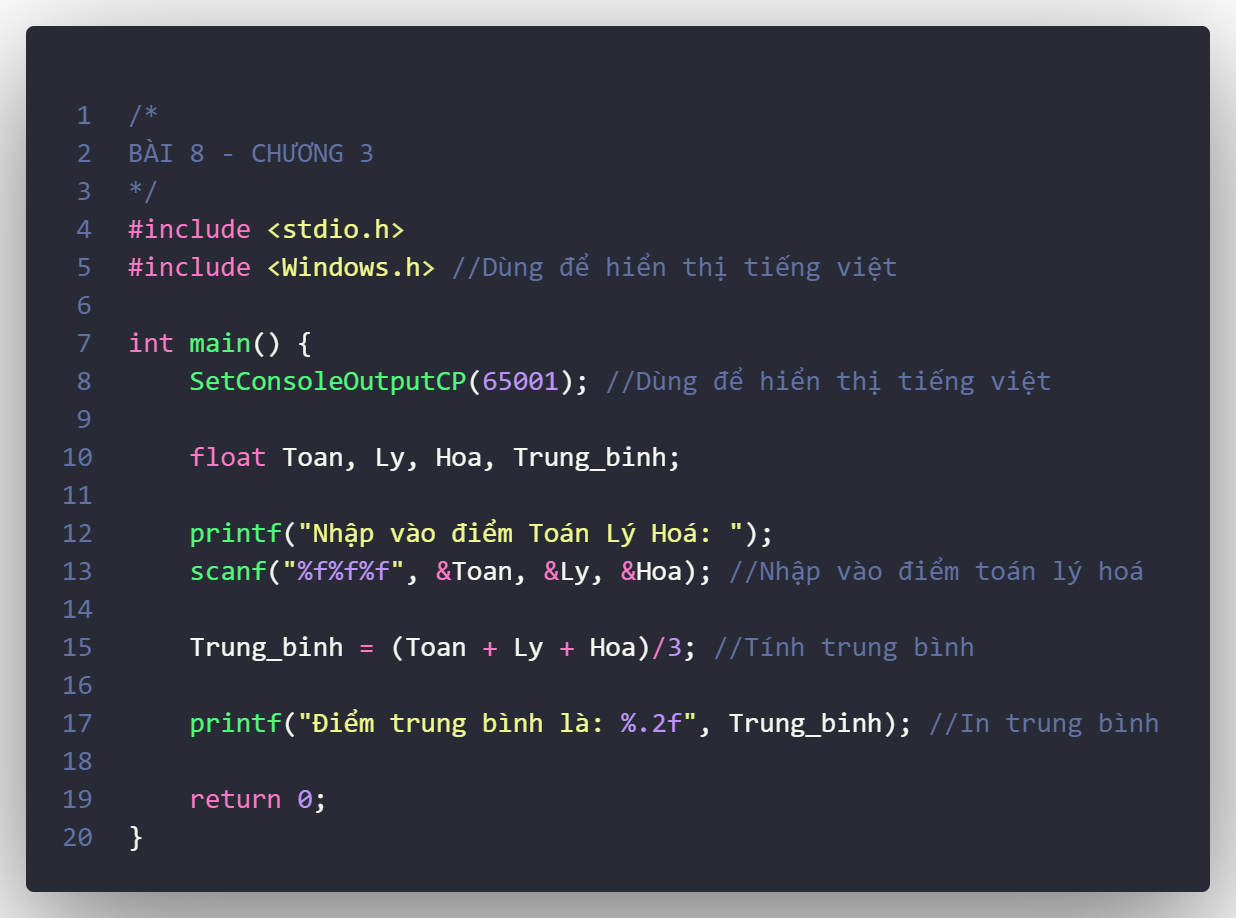 1 /*
2 BÀI 8 - CHƯƠNG 3
3 */
4 #include <stdio.h>
5 #include <Windows.h> //Dùng để hiển thị tiếng việt
6
7 int main() {
8     SetConsoleOutputCP(65001); //Dùng để hiển thị tiếng việt
9
10     float Toan, Ly, Hoa, Trung_binh;
11
12     printf("Nhập vào điểm Toán Lý Hoá: ");
13     scanf("%f%f%f", &Toan, &Ly, &Hoa); //Nhập vào điểm toán lý hoá
14
15     Trung_binh = (Toan + Ly + Hoa)/3; //Tính trung bình
16
17     printf("Điểm trung bình là: %.2f", Trung_binh); //In trung bình
18
19     return 0;
20 }